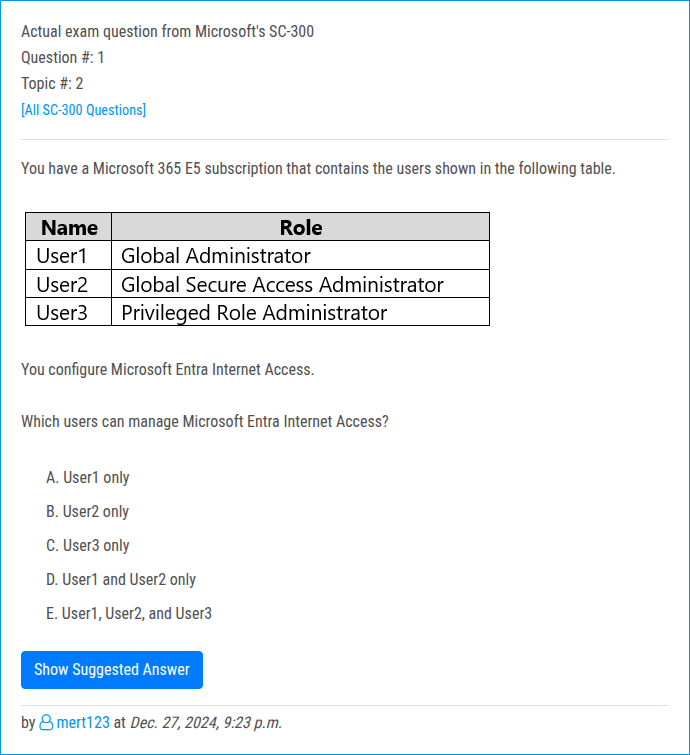 Actual exam question from Microsoft's SC-300
Question #: 1
Topic #: 2
[All SC-300 Questions]
You have a Microsoft 365 E5 subscription that contains the users shown in the following table.
Name Role
User1 Global Administrator
User2 Global Secure Access Administrator
User3 Privileged Role Administrator
You configure Microsoft Entra Internet Access.
Which users can manage Microsoft Entra Internet Access?
A. User1 only
B. User2 only
C. User3 only
D. User1 and User2 only
E. User1, User2, and User3
Show Suggested Answer
by mert123 at Dec. 27, 2024, 9:23 p.m.